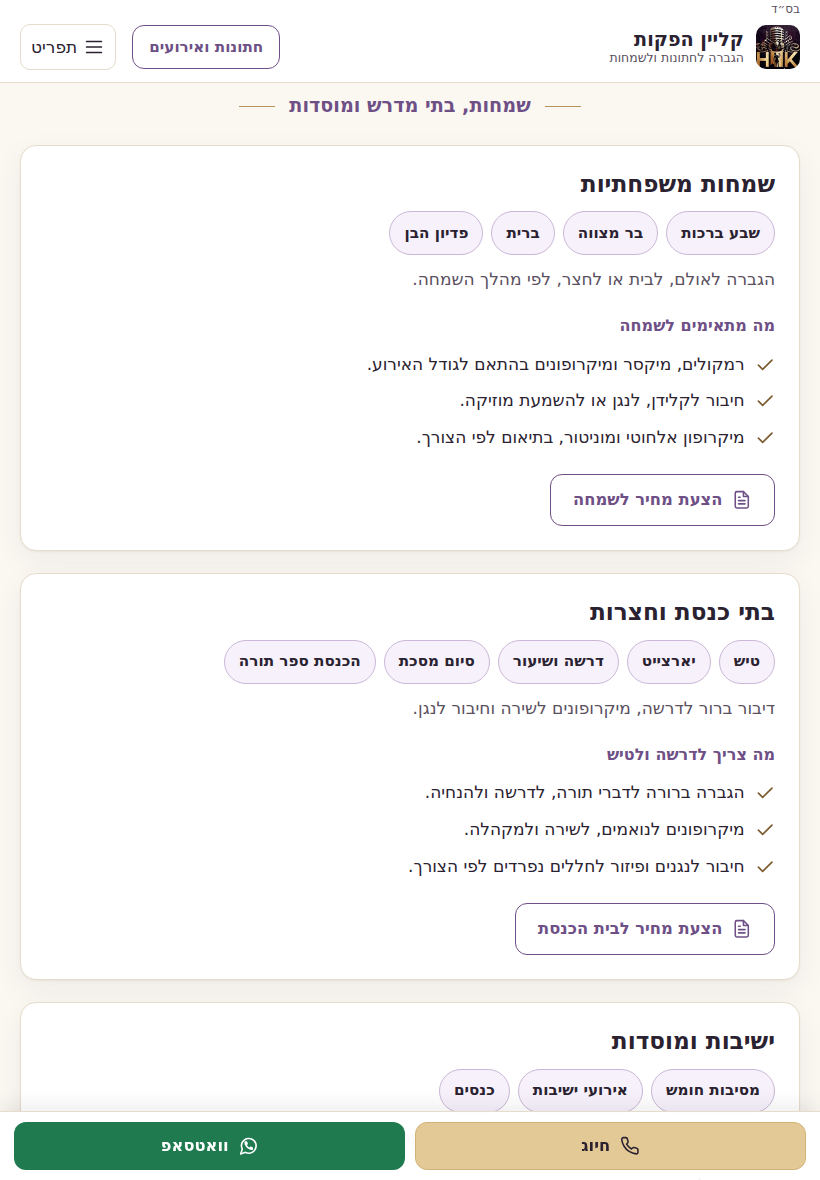 בס״ד
קליין הפקות
הגברה לחתונות ולשמחות
HPK
חתונות ואירועים
תפריט
שמחות, בתי מדרש ומוסדות
שמחות משפחתיות
שבע ברכות
בר מצווה
ברית
פדיון הבן
הגברה לאולם, לבית או לחצר, לפי מהלך השמחה.
מה מתאימים לשמחה
רמקולים, מיקסר ומיקרופונים בהתאם לגודל האירוע.
חיבור לקלידן, לנגן או להשמעת מוזיקה.
מיקרופון אלחוטי ומוניטור, בתיאום לפי הצורך.
הצעת מחיר לשמחה
בתי כנסת וחצרות
טיש
יארצייט
דרשה ושיעור
סיום מסכת
הכנסת ספר תורה
דיבור ברור לדרשה, מיקרופונים לשירה וחיבור לנגן.
מה צריך לדרשה ולטיש
הגברה ברורה לדברי תורה, לדרשה ולהנחיה.
מיקרופונים לנואמים, לשירה ולמקהלה.
חיבור לנגנים ופיזור לחללים נפרדים לפי הצורך.
הצעת מחיר לבית הכנסת
ישיבות ומוסדות
מסיבות חומש
אירועי ישיבות
כנסים
חיוג
וואטסאפ